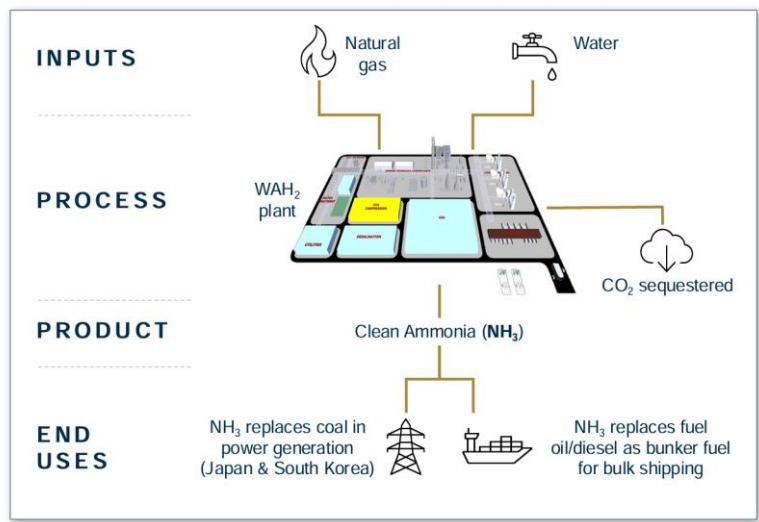 INPUTS
Natural
gas
Water
PROCESS
WAH₂
plant
UTILITIES
CO₂ sequestered
PRODUCT
Clean Ammonia (NH₃)
END
USES
NH₃ replaces coal in
power generation
(Japan & South Korea)
NH₃ replaces fuel
oil/diesel as bunker fuel
for bulk shipping